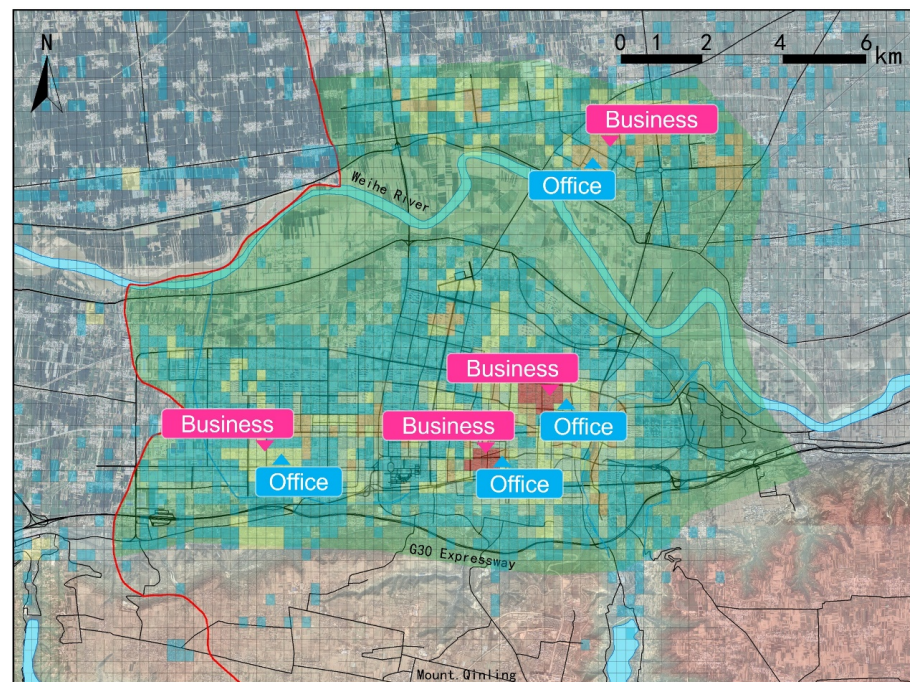 N
0 1 2 4 6
km
Business
Office
Weihe River
Business
Office
Business
Office
Business
Office
G30 Expressway
Mount.Qinling